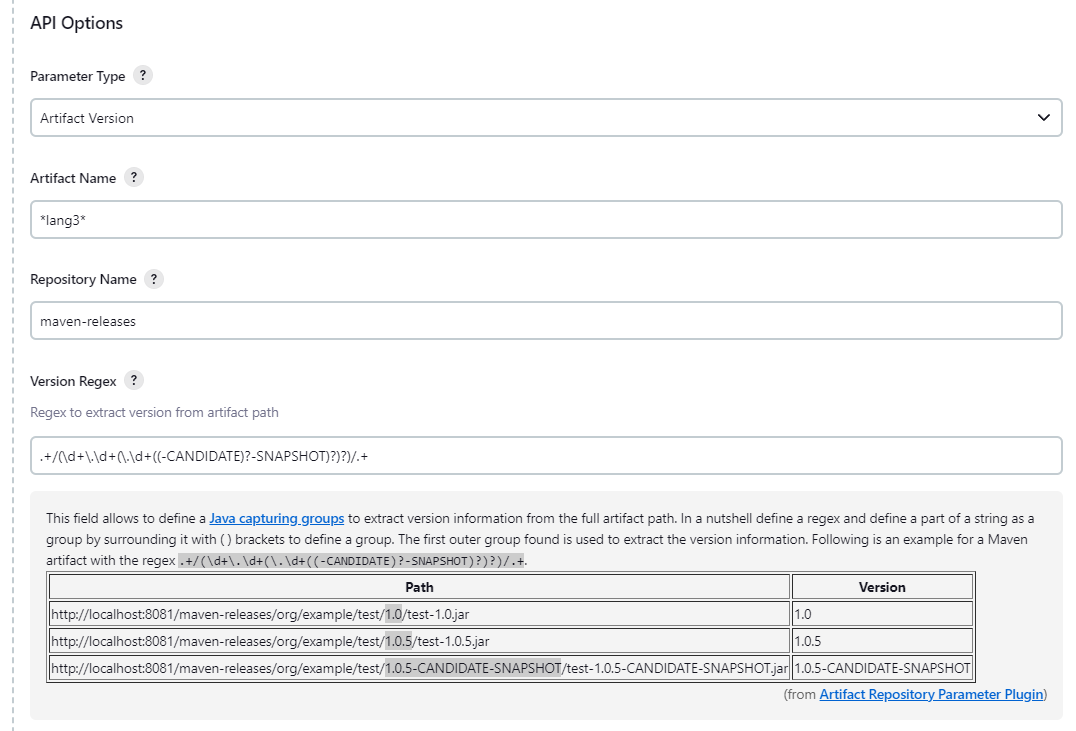 API Options
Parameter Type ?
Artifact Version
Artifact Name ?
*lang3*
Repository Name ?
maven-releases
Version Regex ?
Regex to extract version from artifact path
.+/(\d+\.\d+(\.\d+((-CANDIDATE)?-SNAPSHOT)?)?)/.+
This field allows to define a Java capturing groups to extract version information from the full artifact path. In a nutshell define a regex and define a part of a string as a
group by surrounding it with ( ) brackets to define a group. The first outer group found is used to extract the version information. Following is an example for a Maven
artifact with the regex .+/(\d+\.\d+(\.\d+((-CANDIDATE)?-SNAPSHOT)?)?)/.+.
Path Version
http://localhost:8081/maven-releases/org/example/test/1.0/test-1.0.jar 1.0
http://localhost:8081/maven-releases/org/example/test/1.0.5/test-1.0.5.jar 1.0.5
http://localhost:8081/maven-releases/org/example/test/1.0.5-CANDIDATE-SNAPSHOT/test-1.0.5-CANDIDATE-SNAPSHOT.jar 1.0.5-CANDIDATE-SNAPSHOT
(from Artifact Repository Parameter Plugin)